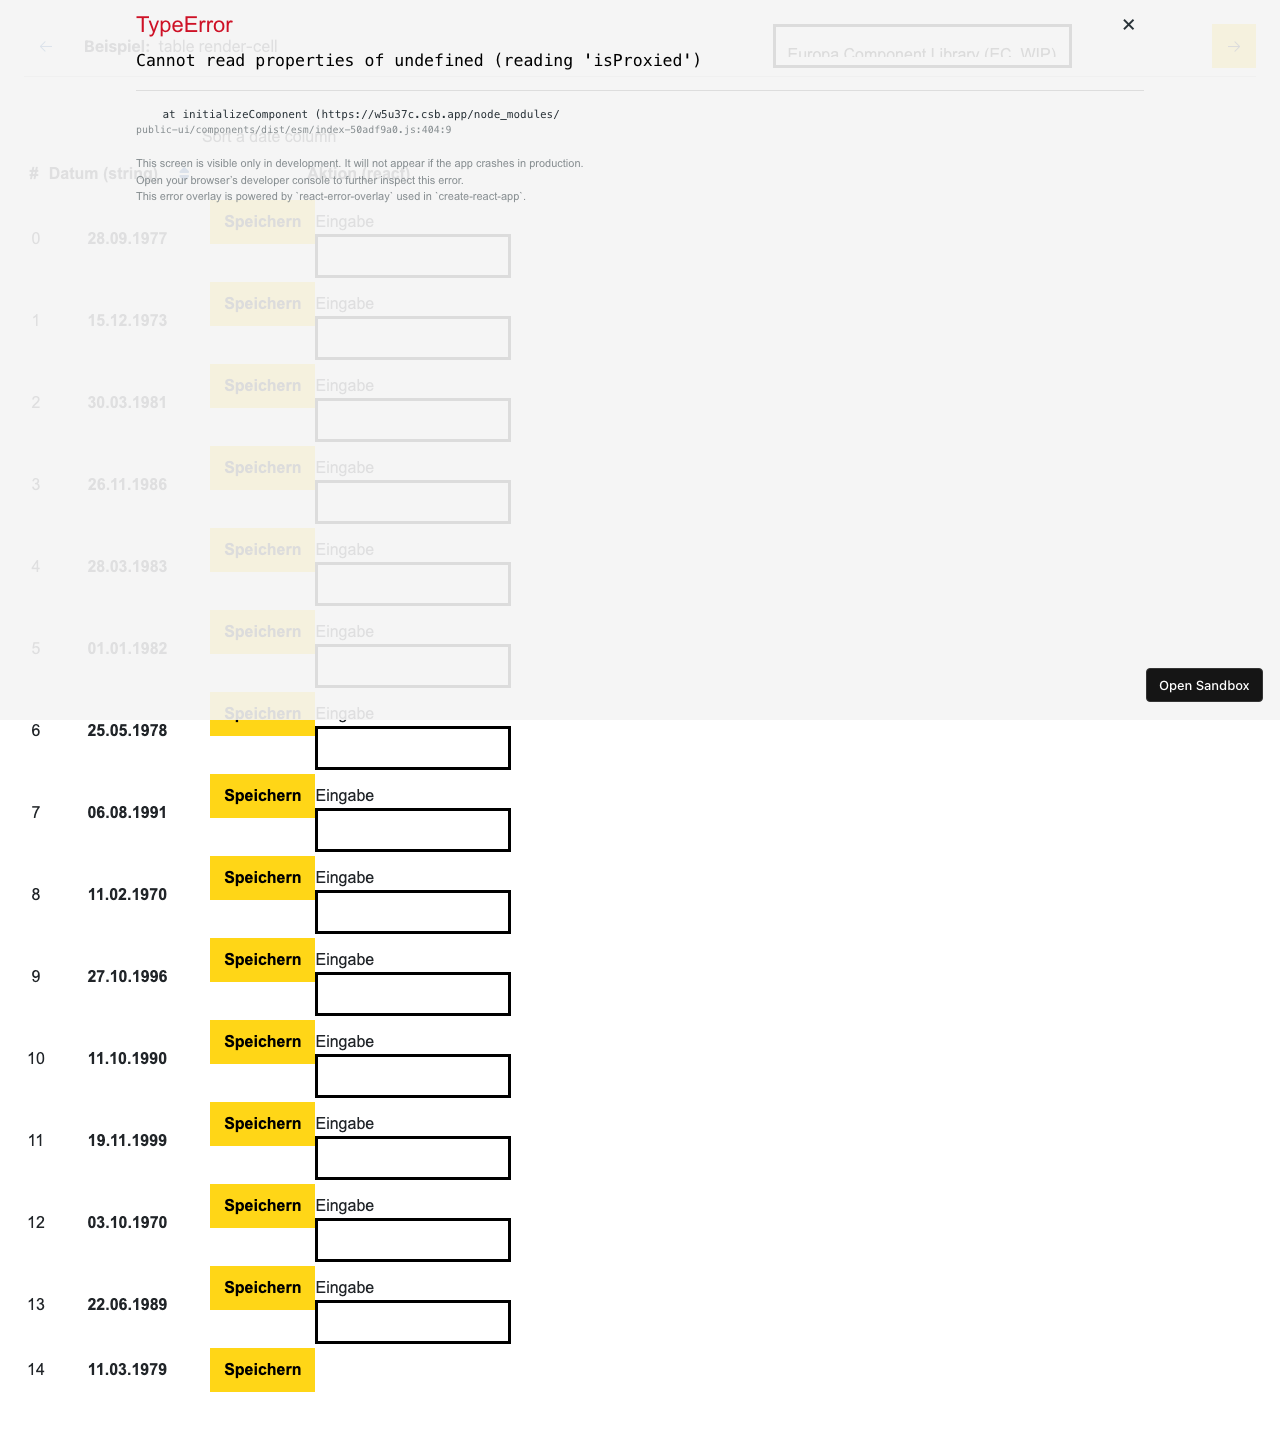 TypeError
✕
← Beispiel: table render-cell
Europa Component Library (EC, WIP)
→
Cannot read properties of undefined (reading 'isProxied')
at initializeComponent (https://w5u37c.csb.app/node_modules/
public-ui/components/dist/esm/index-50adf9a0.js:404:9
Sort a date column
This screen is visible only in development. It will not appear if the app crashes in production.
# Datum (string) Aktion (react)
Open your browser's developer console to further inspect this error.
This error overlay is powered by `react-error-overlay` used in `create-react-app`.
Speichern Eingabe
0 28.09.1977
Speichern Eingabe
1 15.12.1973
Speichern Eingabe
2 30.03.1981
Speichern Eingabe
3 26.11.1986
Speichern Eingabe
4 28.03.1983
Speichern Eingabe
5 01.01.1982
Open Sandbox
Speichern Eingabe
6 25.05.1978
Speichern Eingabe
7 06.08.1991
Speichern Eingabe
8 11.02.1970
Speichern Eingabe
9 27.10.1996
Speichern Eingabe
10 11.10.1990
Speichern Eingabe
11 19.11.1999
Speichern Eingabe
12 03.10.1970
Speichern Eingabe
13 22.06.1989
14 11.03.1979 Speichern